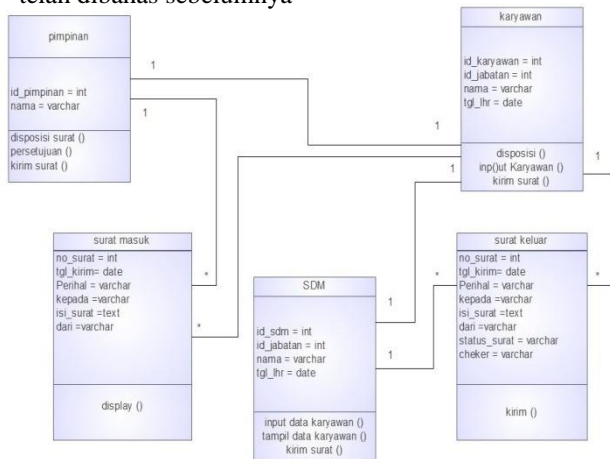 telah dibahas sebelumnya
pimpinan
id_pimpinan = int
nama = varchar
disposisi surat ()
persetujuan ()
kirim surat ()
1
1
karyawan
id_karyawan = int
id_jabatan = int
nama = varchar
tgl_lhr = date
disposisi ()
inp()ut Karyawan ()
kirim surat ()
1
1
1
surat masuk
no_surat = int
tgl_kirim= date
Perihal = varchar
kepada =varchar
isi_surat =text
dari =varchar
display ()
*
*
SDM
id_sdm = int
id_jabatan = int
nama = varchar
tgl_lhr = date
input data karyawan ()
tampil data karyawan ()
kirim surat ()
1
1
surat keluar
no_surat = int
tgl_kirim= date
Perihal = varchar
kepada =varchar
isi_surat =text
dari =varchar
status_surat = varchar
cheker = varchar
kirim ()
*
*